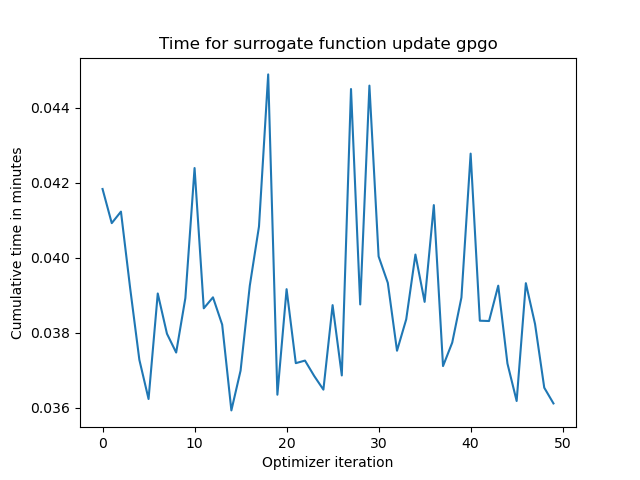 Time for surrogate function update gpgo
Cumulative time in minutes
0.044
0.042
0.040
0.038
0.036
0 10 20 30 40 50
Optimizer iteration